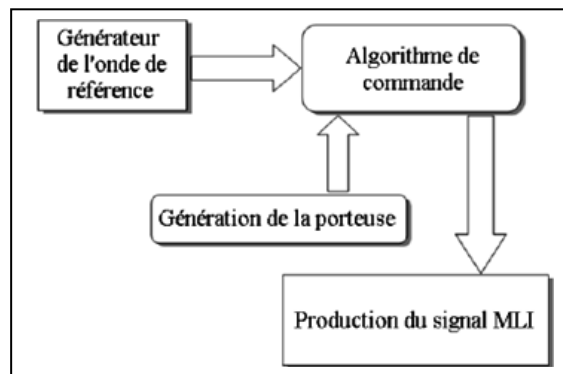 Générateur
de l'onde de
référence
Algorithme de
commande
Génération de la porteuse
Production du signal MLI